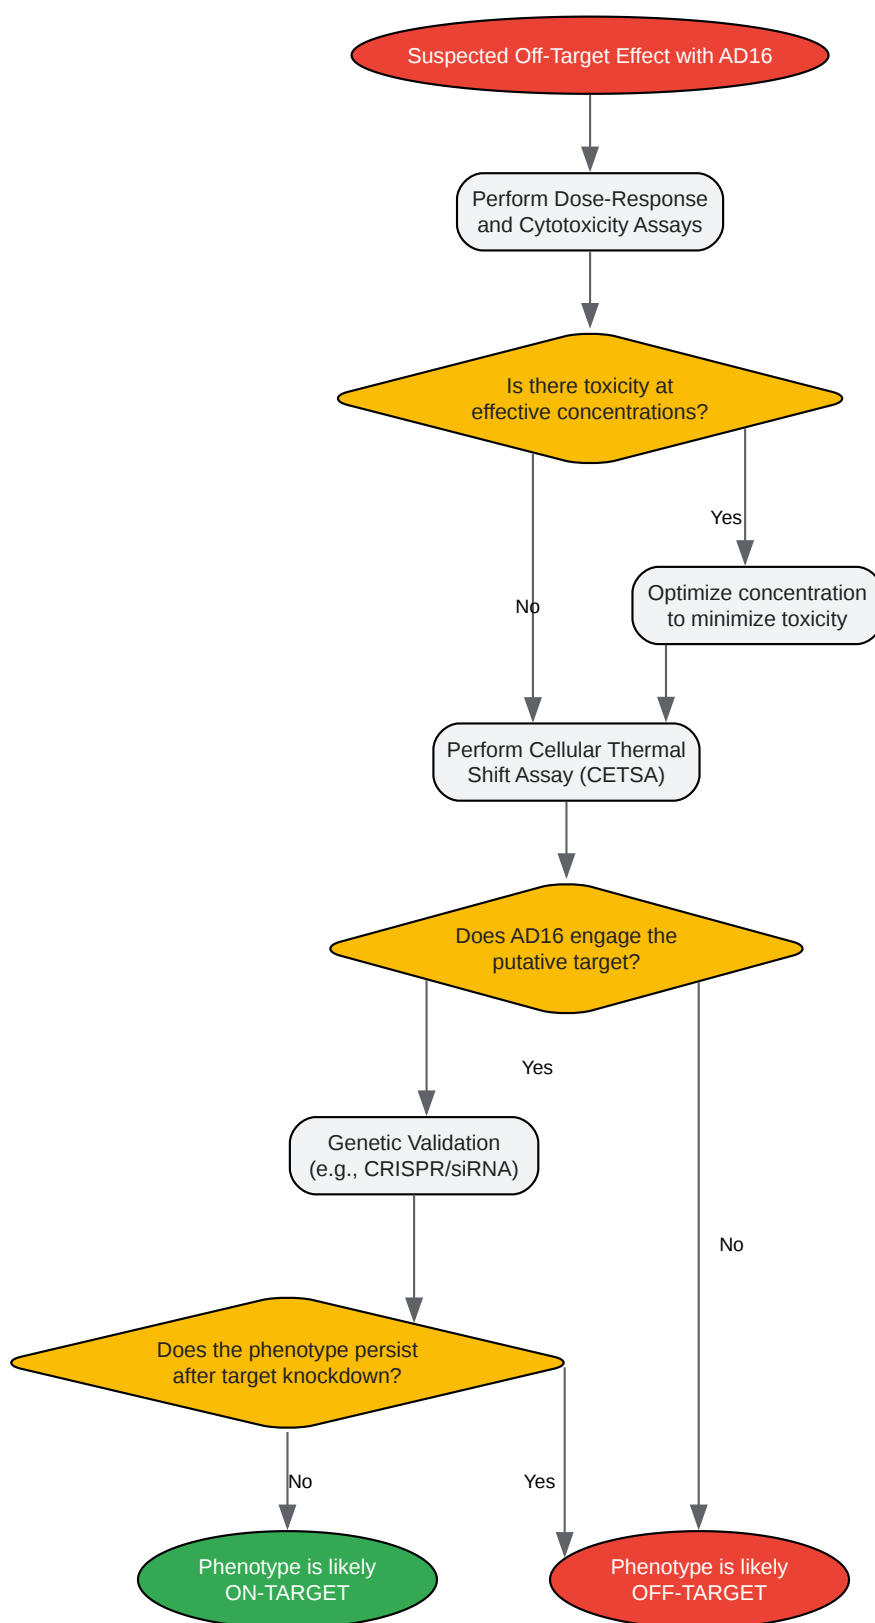 Suspected Off-Target Effect with AD16
Perform Dose-Response
and Cytotoxicity Assays
Is there toxicity at
effective concentrations?
Yes
Optimize concentration
to minimize toxicity
No
Perform Cellular Thermal
Shift Assay (CETSA)
Does AD16 engage the
putative target?
Yes
Genetic Validation
(e.g., CRISPR/siRNA)
No
Does the phenotype persist
after target knockdown?
No
Yes
Phenotype is likely
ON-TARGET
Phenotype is likely
OFF-TARGET